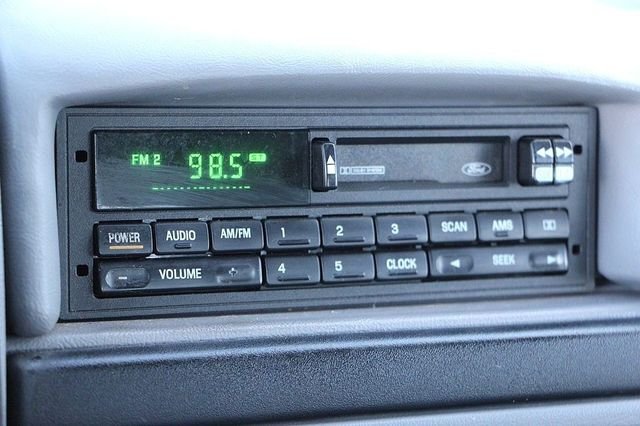 FM 2 98.5 ST
Ford
POWER AUDIO AM/FM 1 2 3 SCAN AMS
VOLUME 4 5 CLOCK SEEK